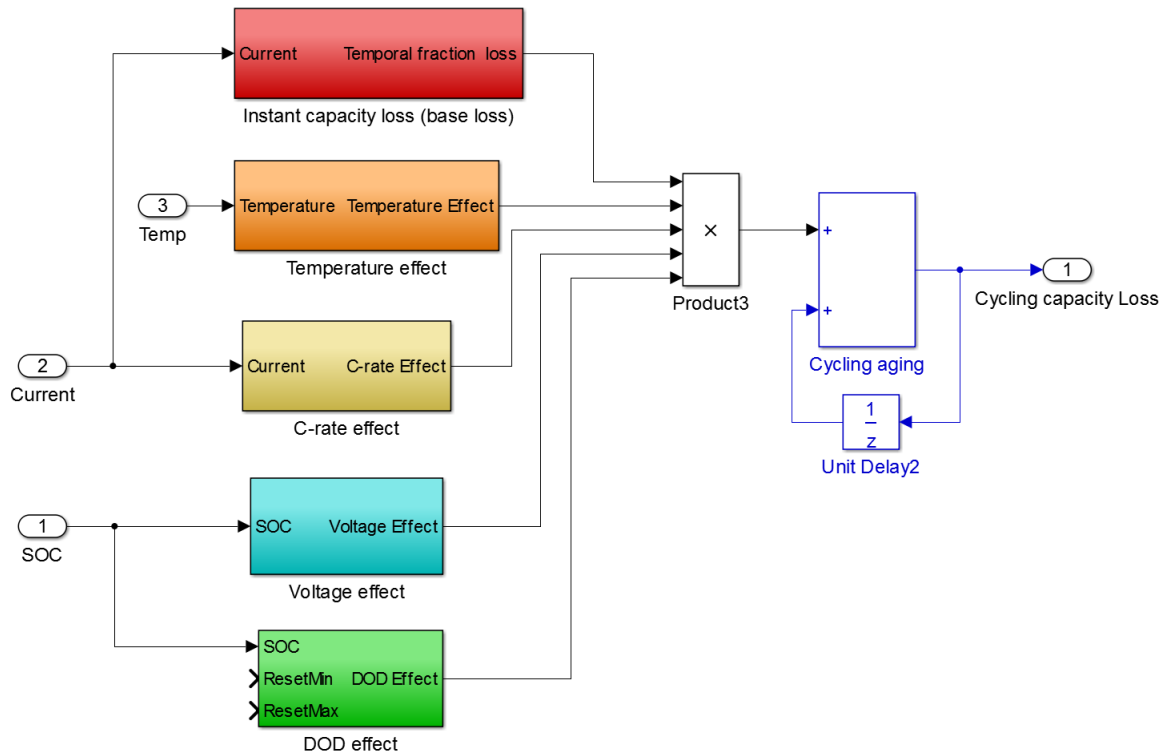 Current Temporal fraction loss
Instant capacity loss (base loss)
3
Temp
Temperature Temperature Effect
Temperature effect
×
Product3
+
+
Cycling aging
1
Cycling capacity Loss
1
z
Unit Delay2
2
Current
Current C-rate Effect
C-rate effect
1
SOC
SOC Voltage Effect
Voltage effect
SOC
ResetMin DOD Effect
ResetMax
DOD effect